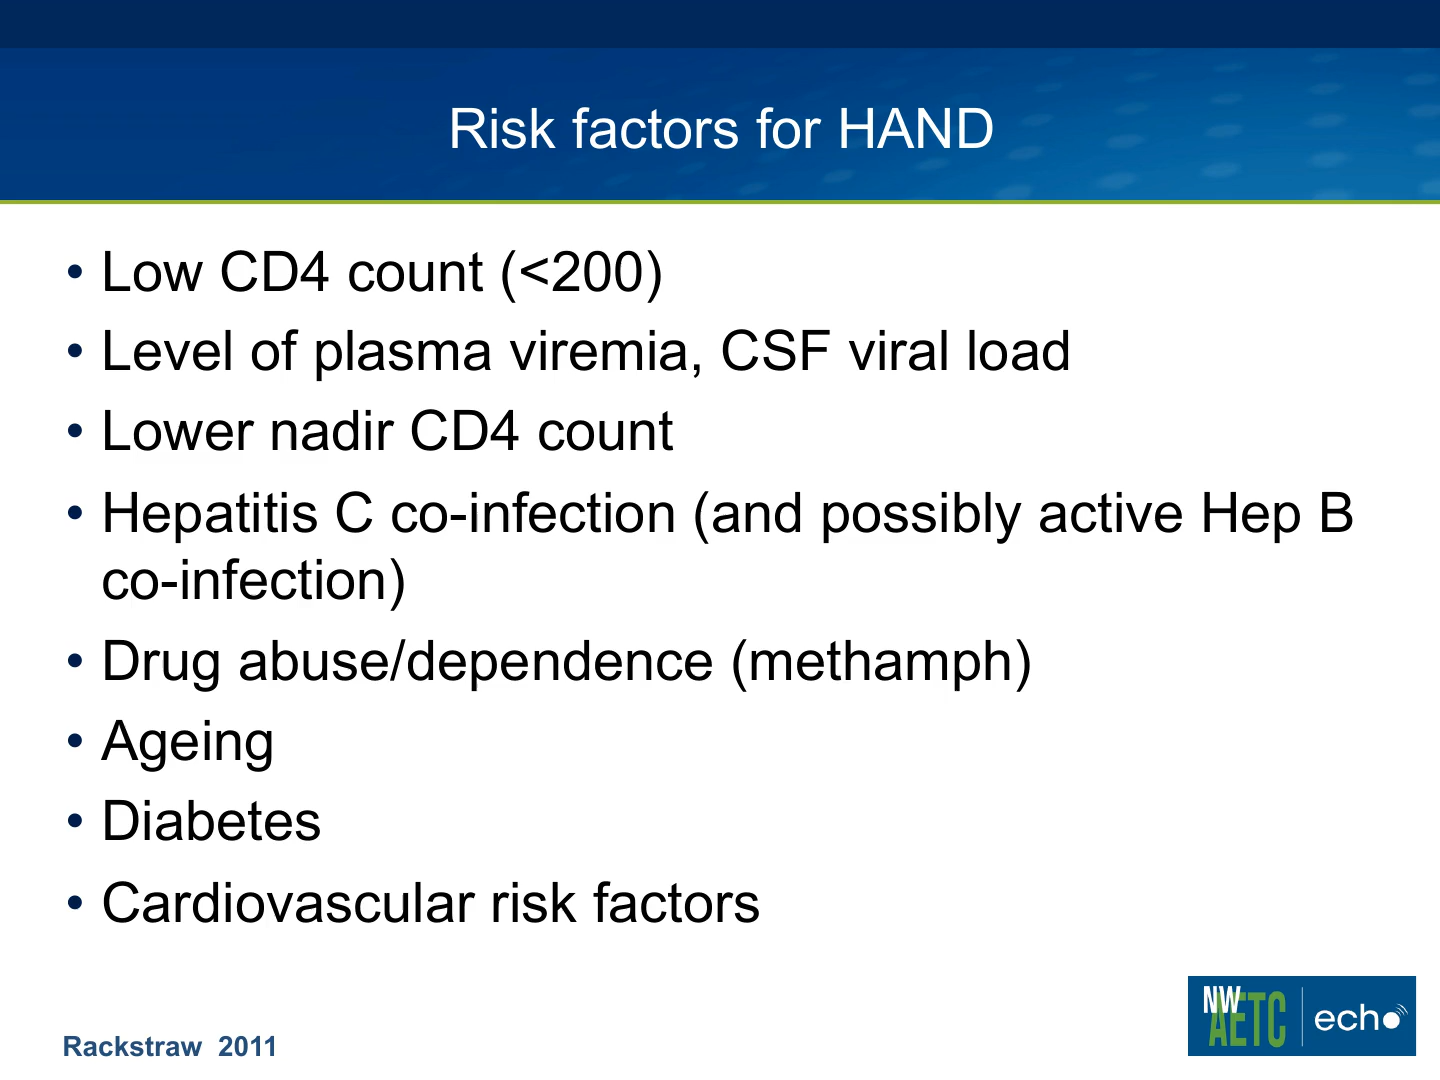 Risk factors for HAND
• Low CD4 count (<200)
• Level of plasma viremia, CSF viral load
• Lower nadir CD4 count
• Hepatitis C co-infection (and possibly active Hep B
co-infection)
• Drug abuse/dependence (methamph)
• Ageing
• Diabetes
• Cardiovascular risk factors
Rackstraw 2011
NW
AETC
echo